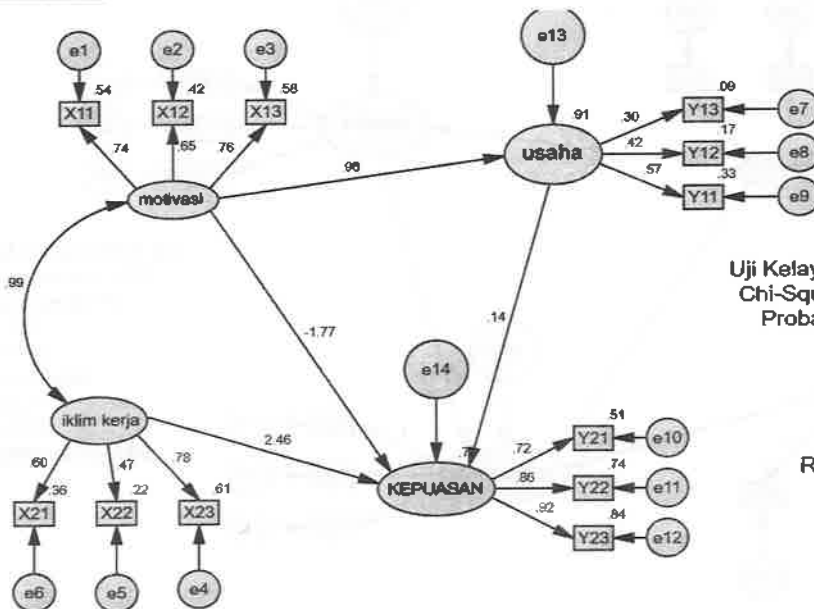 e1 e2 e3 e13
.54 .42 .58 .91 .09
X11 X12 X13 .30 Y13 e7
.74 .65 .76 usaha .42 .17 Y12 e8
.57 .33 Y11 e9
motivasi
.99
-1.77 .14
Uji Kelay
Chi-Squ
Proba
e14
iklim kerja 2.46
.51
.72 Y21 e10
KEPUASAN .86 .74 Y22 e11
R
.92 .84 Y23 e12
.60 .47 .78
.36 .22 .61
X21 X22 X23
e6 e5 e4